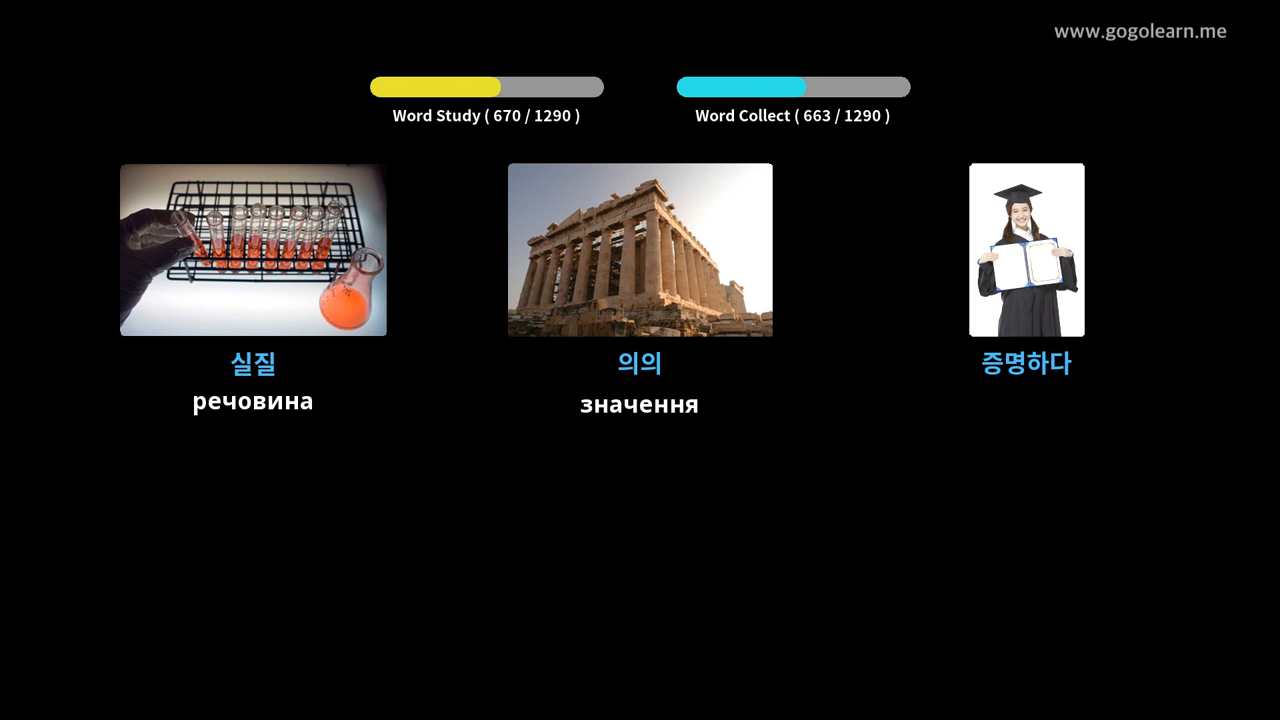 www.gogolearn.me
Word Study ( 670 / 1290 )
Word Collect ( 663 / 1290 )
실질
речовина
의의
значення
증명하다